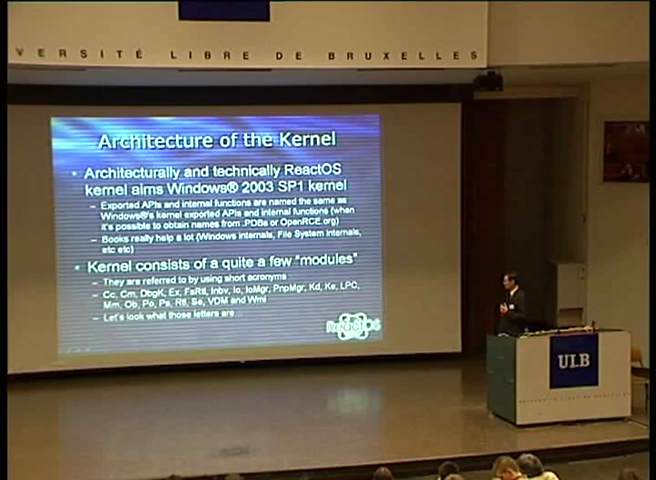 VERSITÉ LIBRE DE BRUXELLES
Architecture of the Kernel
• Architecturally and technically ReactOS
kernel aims Windows® 2003 SP1 kernel
– Exported APIs and internal functions are named the same as
Windows®'s kernel exported APIs and internal functions (when
it's possible to obtain names from .PDBs or OpenRCE.org)
– Books really help a lot (Windows internals, File System Internals,
etc etc)
• Kernel consists of a quite a few "modules"
– They are referred to by using short acronyms
– Cc, Cm, DbgK, Ex, FsRtl, Inbv, Io, IoMgr, PnpMgr, Kd, Ke, LPC,
Mm, Ob, Po, Ps, Rtl, Se, VDM and Wmi
– Let's look what those letters are...
ReactOS
ULB